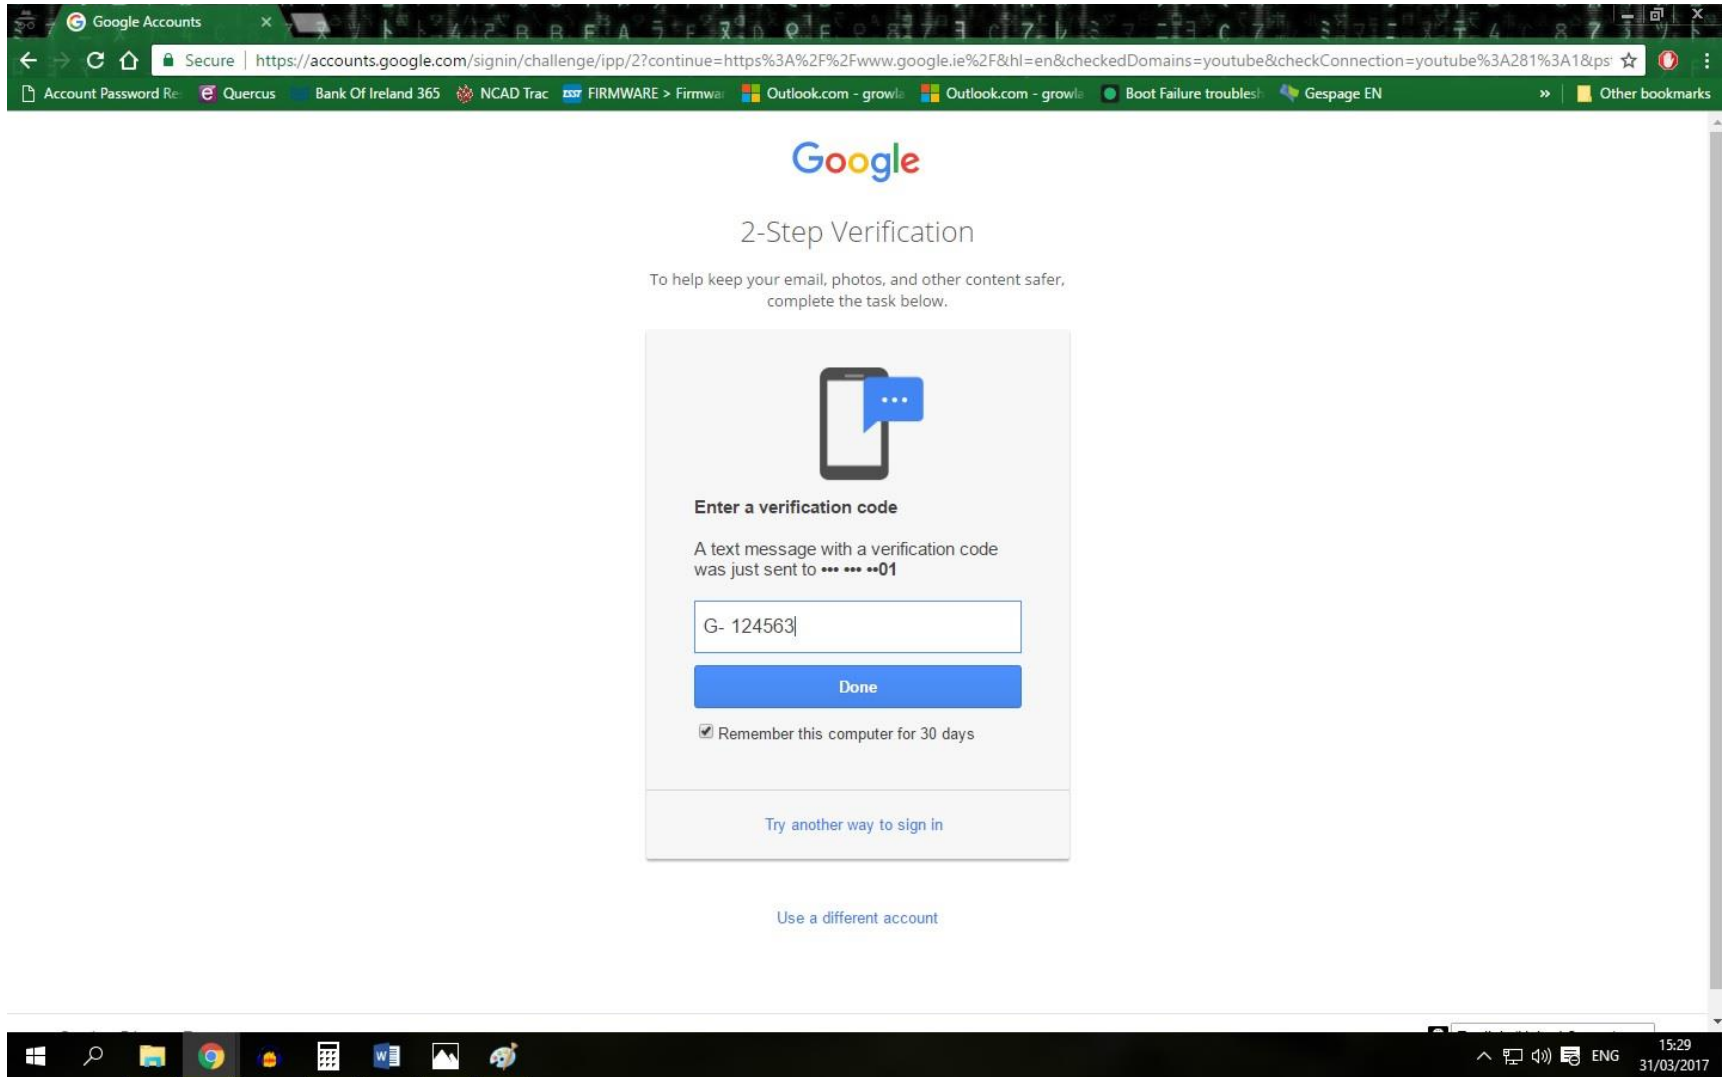 Google Accounts
Secure | https://accounts.google.com/signin/challenge/ipp/2?continue=https%3A%2F%2Fwww.google.ie%2F&hl=en&checkedDomains=youtube&checkConnection=youtube%3A281%3A1&ps
Account Password Re Quercus Bank Of Ireland 365 NCAD Trac FIRMWARE > Firmwa Outlook.com - growla Outlook.com - growla Boot Failure troublesh Gespage EN » Other bookmarks
Google
2-Step Verification
To help keep your email, photos, and other content safer,
complete the task below.
Enter a verification code
A text message with a verification code
was just sent to ••• ••• ••01
G- 124563
Done
Remember this computer for 30 days
Try another way to sign in
Use a different account
ENG
15:29
31/03/2017